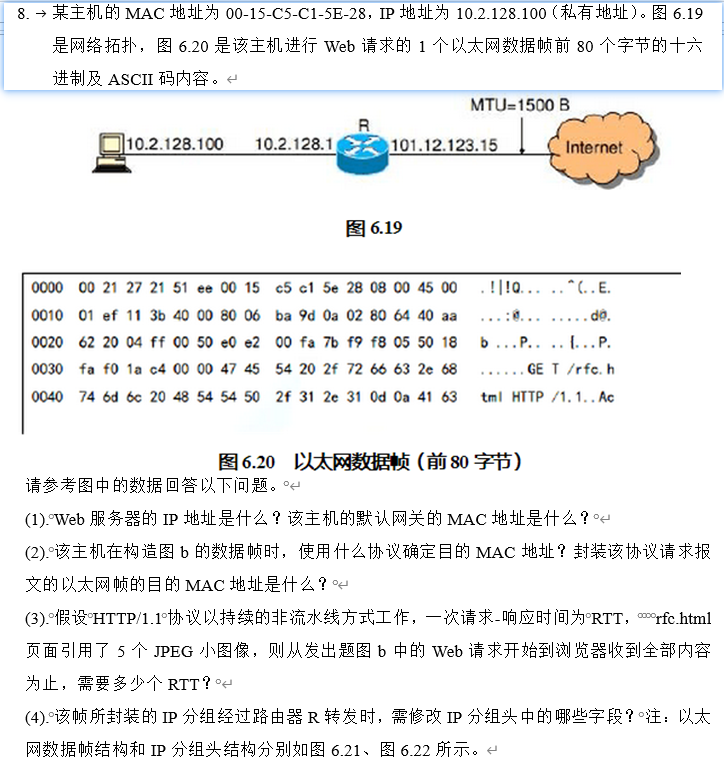 8. → 某主机的 MAC 地址为 00-15-C5-C1-5E-28，IP 地址为 10.2.128.100（私有地址）。图 6.19
是网络拓扑，图 6.20 是该主机进行 Web 请求的 1 个以太网数据帧前 80 个字节的十六
进制及 ASCII 码内容。
MTU=1500 B
R
10.2.128.100 10.2.128.1 101.12.123.15 Internet
图 6.19
0000 00 21 27 21 51 ee 00 15 c5 c1 5e 28 08 00 45 00 .!|!Q... ..^(..E.
0010 01 ef 11 3b 40 00 80 06 ba 9d 0a 02 80 64 40 aa ...:@... .....d@.
0020 62 20 04 ff 00 50 e0 e2 00 fa 7b f9 f8 05 50 18 b ...P.. .. {...P.
0030 fa f0 1a c4 00 00 47 45 54 20 2f 72 66 63 2e 68 ......GE T /rfc.h
0040 74 6d 6c 20 48 54 54 50 2f 31 2e 31 0d 0a 41 63 tml HTTP /1.1..Ac
图 6.20 以太网数据帧（前 80 字节）
请参考图中的数据回答以下问题。
(1). Web 服务器的 IP 地址是什么？该主机的默认网关的 MAC 地址是什么？
(2). 该主机在构造图 b 的数据帧时，使用什么协议确定目的 MAC 地址？封装该协议请求报
文的以太网帧的目的 MAC 地址是什么？
(3). 假设 HTTP/1.1 协议以持续的非流水线方式工作，一次请求-响应时间为 RTT， rfc.html
页面引用了 5 个 JPEG 小图像，则从发出题图 b 中的 Web 请求开始到浏览器收到全部内容
为止，需要多少个 RTT？
(4). 该帧所封装的 IP 分组经过路由器 R 转发时，需修改 IP 分组头中的哪些字段？ 注：以太
网数据帧结构和 IP 分组头结构分别如图 6.21、图 6.22 所示。